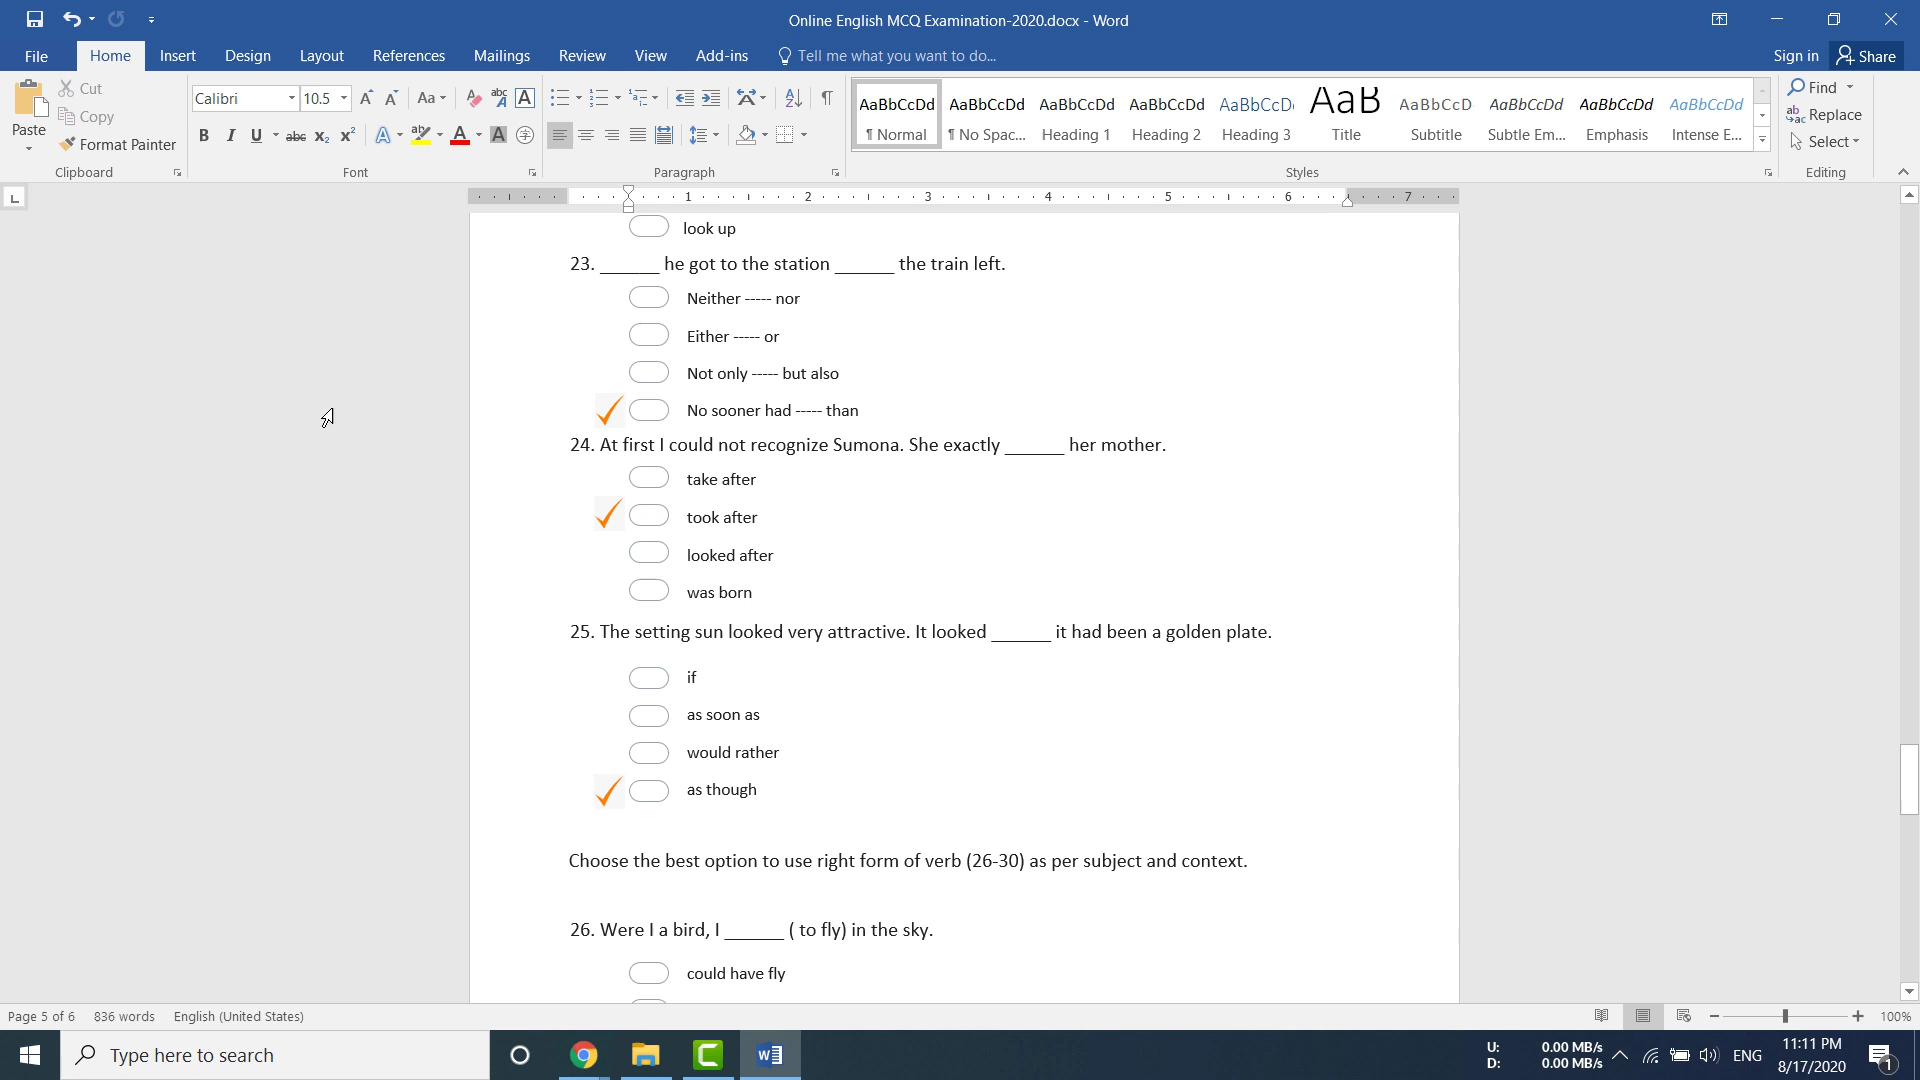 Online English MCQ Examination-2020.docx - Word
File Home Insert Design Layout References Mailings Review View Add-ins Tell me what you want to do... Sign in Share
Paste Cut
Copy
Format Painter
Clipboard
Calibri 10.5
Font
Paragraph
AaBbCcDd AaBbCcDd AaBbCcDd AaBbCcDd AaBbCcD AaB AaBbCcD AaBbCcDd AaBbCcDd AaBbCcDd
¶ Normal ¶ No Spac... Heading 1 Heading 2 Heading 3 Title Subtitle Subtle Em... Emphasis Intense E...
Styles
Find
Replace
Select
Editing
1 2 3 4 5 6 7
look up
23. ______ he got to the station ______ the train left.
Neither ----- nor
Either ----- or
Not only ----- but also
No sooner had ----- than
24. At first I could not recognize Sumona. She exactly ______ her mother.
take after
took after
looked after
was born
25. The setting sun looked very attractive. It looked ______ it had been a golden plate.
if
as soon as
would rather
as though
Choose the best option to use right form of verb (26-30) as per subject and context.
26. Were I a bird, I ______ ( to fly) in the sky.
could have fly
Page 5 of 6 836 words English (United States) 100%
Type here to search
U: 0.00 MB/s
D: 0.00 MB/s
ENG
11:11 PM
8/17/2020
1